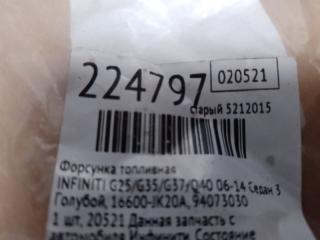 224797 020521
старый 5212015
Форсунка топливная
INFINITI G25/G35/G37/Q40 06-14 Седан 3
Голубой, 16600-JK20A, 94073030
1 шт, 20521 Данная запчасть с
автомобиля Инфинити. Состояние